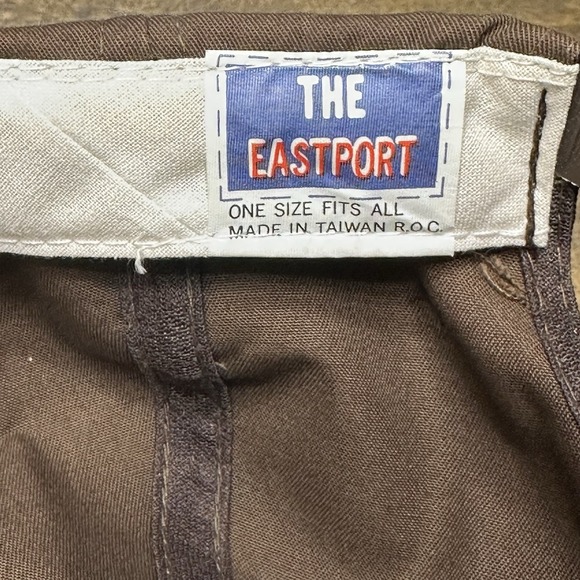 THE
EASTPORT
ONE SIZE FITS ALL
MADE IN TAIWAN R.O.C.